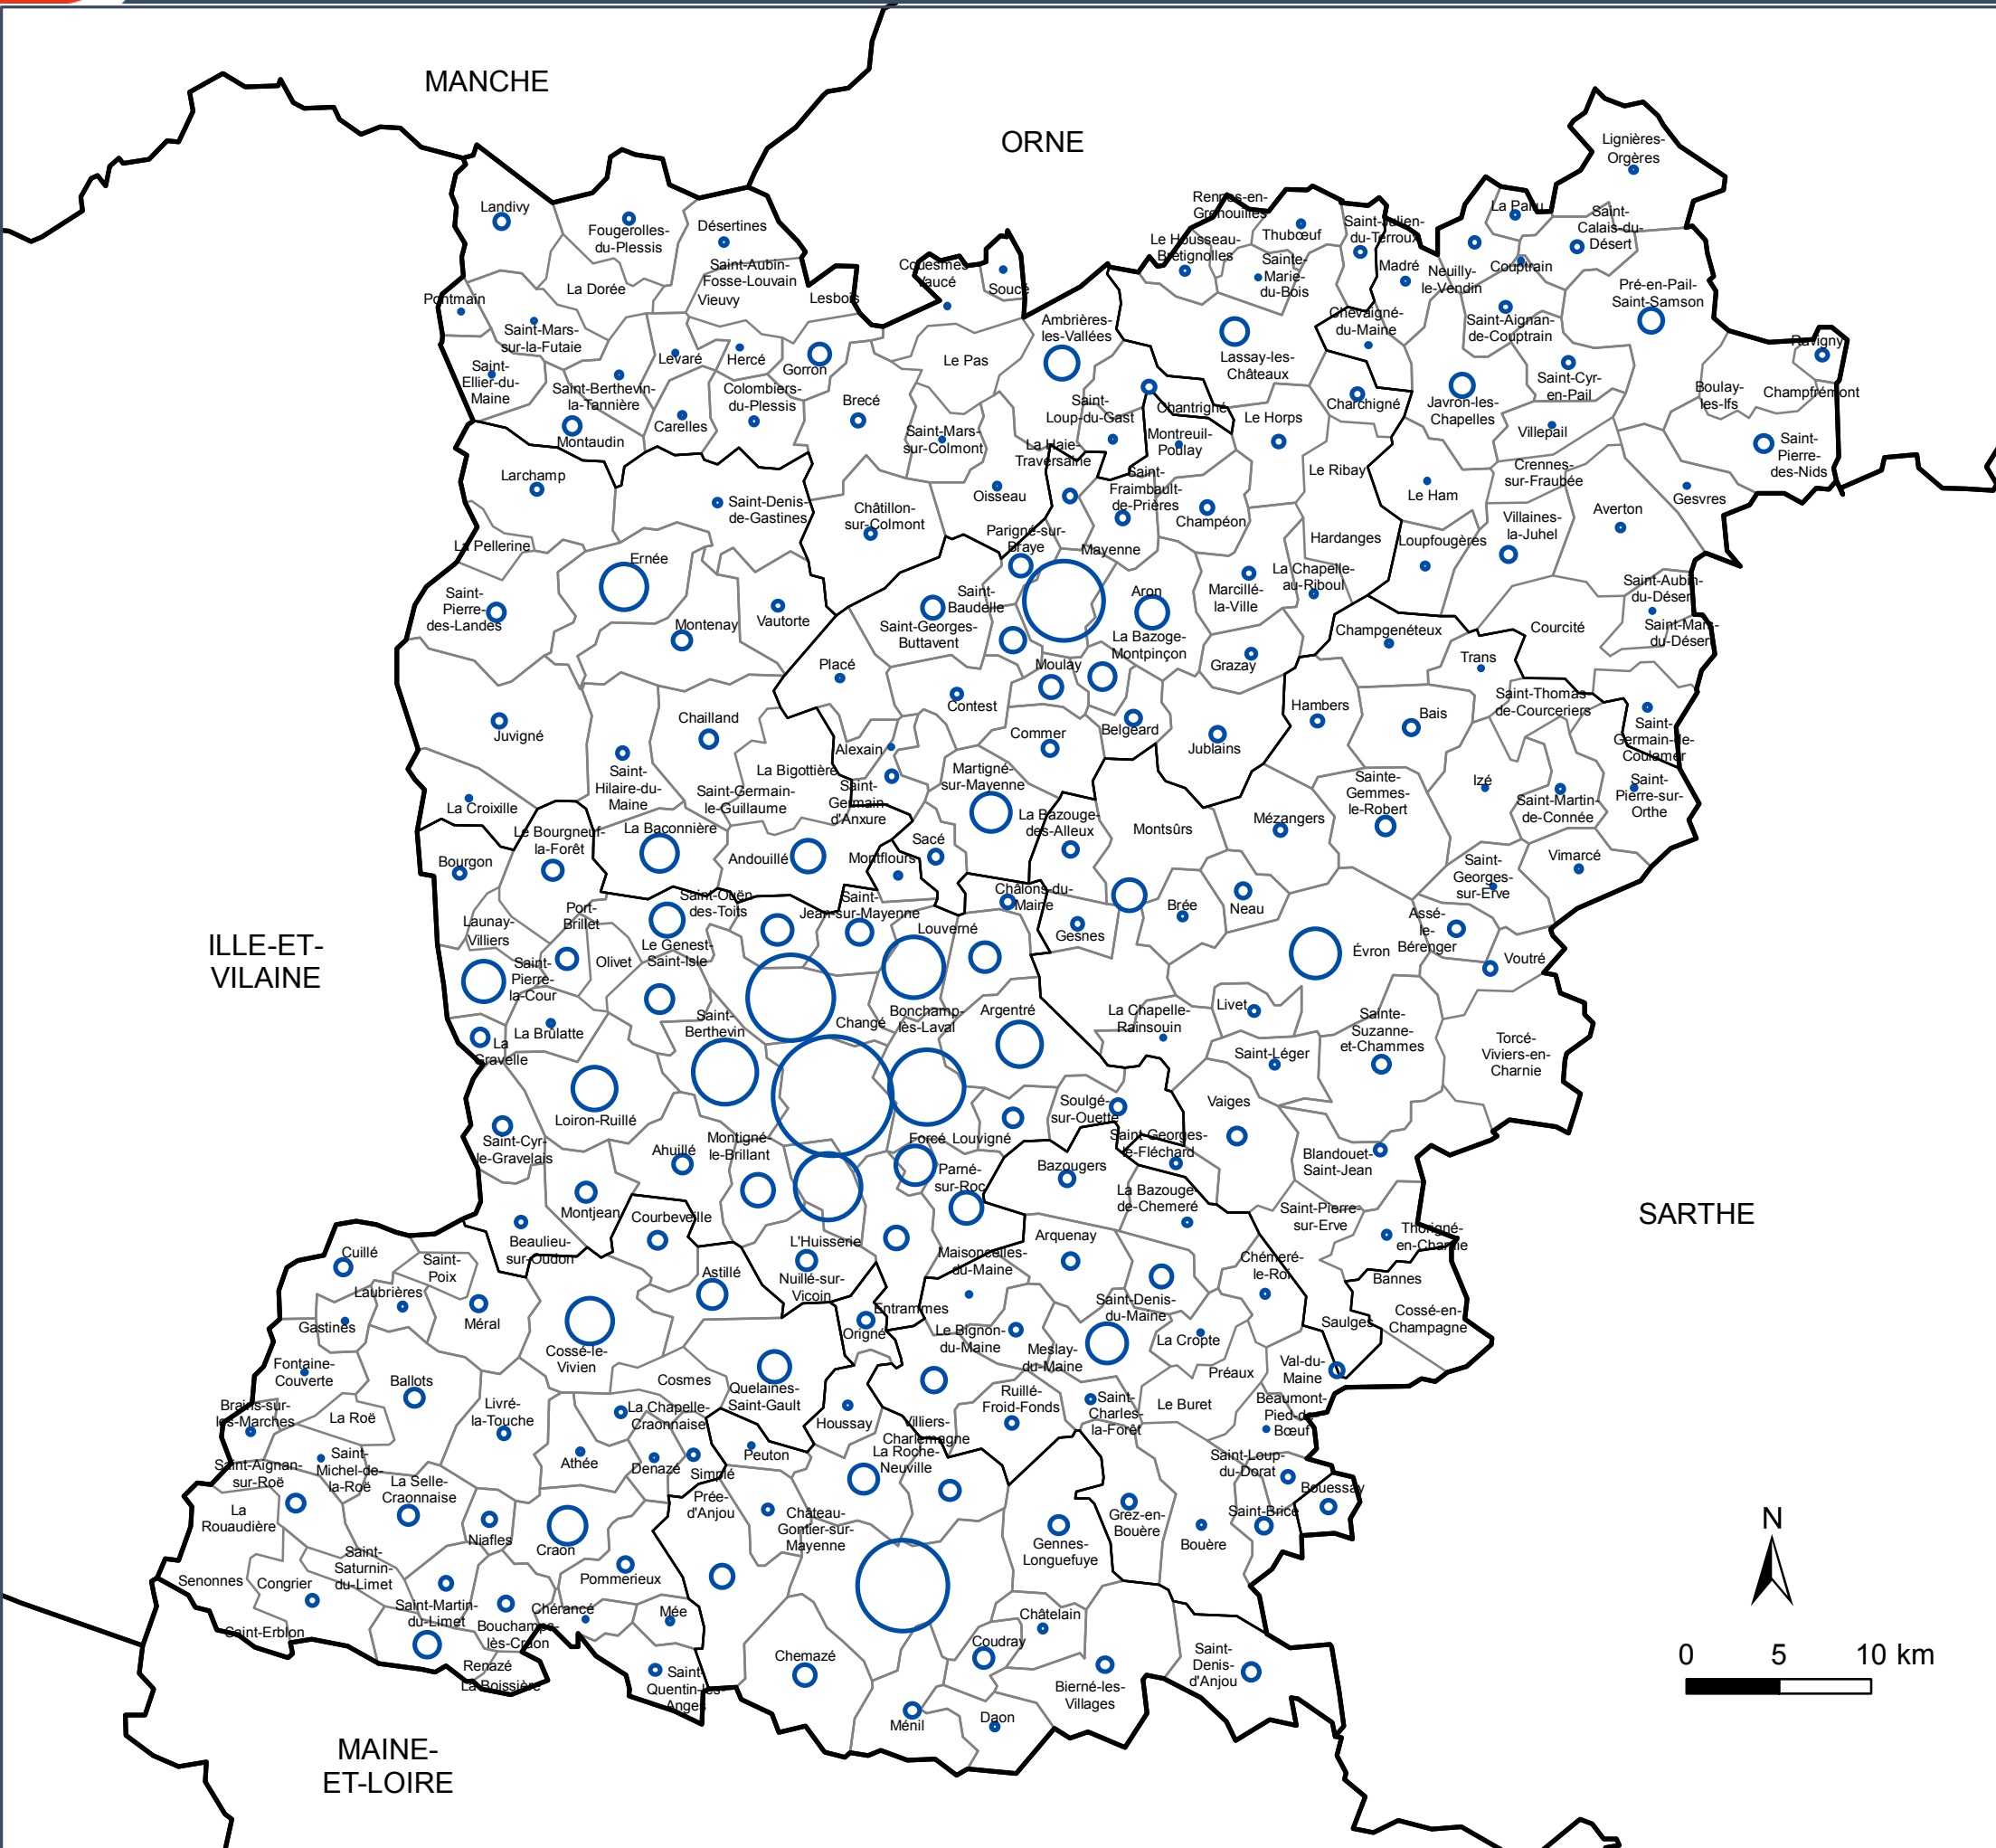 MANCHE
ORNE
Lignières-
Orgères
Landivy
Fougerolles-
du-Plessis
Désertines
Rennes-en-
Grenouilles
Thubœuf
Saint-Julien-
du-Terroux
La Pallu
Saint-
Calais-du-
Désert
Le Housseau-
Brétignolles
Sainte-
Marie-
du-Bois
Madré
Neuilly-
le-Vendin
Couptrain
Pré-en-Pail-
Saint-Samson
Saint-Aubin-
Fosse-Louvain
Vieuvy
Lesbois
Couesmes-
Vaucé
Soucé
La Dorée
Pontmain
Saint-Mars-
sur-la-Futaie
Ambrières-
les-Vallées
Chevaigné-
du-Maine
Saint-Aignan-
de-Couptrain
Ravigny
Levaré
Hercé
Gorron
Le Pas
Lassay-les-
Châteaux
Saint-
Ellier-du-
Maine
Saint-Berthevin-
la-Tannière
Colombiers-
du-Plessis
Brecé
Saint-
Loup-du-Gast
Chantrigné
Charchigné
Javron-les-
Chapelles
Saint-Cyr-
en-Pail
Boulay-
les-Ifs
Champfrémont
Montaudin
Carelles
Saint-Mars-
sur-Colmont
La Haie-
Traversaine
Montreuil-
Poulay
Le Horps
Villepail
Saint-
Pierre-
des-Nids
Larchamp
Saint-Denis-
de-Gastines
Châtillon-
sur-Colmont
Oisseau
Saint-
Fraimbault-
de-Prières
Champéon
Le Ribay
Le Ham
Crennes-
sur-Fraubée
Gesvres
La Pellerine
Ernée
Parigné-sur-
Braye
Mayenne
Hardanges
Loupfougères
Villaines-
la-Juhel
Averton
Saint-
Pierre-
des-Landes
Montenay
Vautorte
Saint-
Baudelle
Saint-Georges-
Buttavent
Aron
Marcillé-
la-Ville
La Chapelle-
au-Riboul
Saint-Aubin-
du-Désert
Saint-Mars-
du-Désert
Placé
Moulay
La Bazoge-
Montpinçon
Grazay
Champgenéteux
Trans
Courcité
Juvigné
Chailland
Contest
Belgeard
Jublains
Hambers
Bais
Saint-Thomas-
de-Courceriers
Saint-
Germain-de-
Coulamer
Saint-
Hilaire-du-
Maine
La Bigottière
Alexain
Commer
Saint-Germain-
le-Guillaume
Saint-
Germain-
d'Anxure
Martigné-
sur-Mayenne
Sainte-
Gemmes-
le-Robert
Izé
Saint-Martin-
de-Connée
Saint-
Pierre-sur-
Orthe
La Croixille
Le Bourgneuf-
la-Forêt
La Baconnière
Andouillé
Sacé
La Bazouge-
des-Alleux
Montsûrs
Mézangers
Bourgon
Montflours
Saint-
Georges-
sur-Erve
Vimarcé
Launay-
Villiers
Port-
Brillet
Saint-Ouën-
des-Toits
Saint-
Jean-sur-Mayenne
Louverné
Châlons-du-
Maine
Gesnes
Brée
Neau
Assé-
le-
Bérenger
Voutré
Évron
ILLE-ET-
VILAINE
Saint-
Pierre-
la-Cour
Olivet
Le Genest-
Saint-Isle
La Brûlatte
La
Gravelle
Saint-
Berthevin
Changé
Bonchamp-
lès-Laval
Argentré
La Chapelle-
Rainsouin
Livet
Sainte-
Suzanne-
et-Chammes
Torcé-
Viviers-en-
Charnie
Saint-Léger
Loiron-Ruillé
Soulgé-
sur-Ouette
Vaiges
Saint-Cyr-
le-Gravelais
Ahuillé
Montigné-
le-Brillant
Forcé
Louvigné
Saint-Georges-
le-Fléchard
Blandouet-
Saint-Jean
Parné-
sur-Roc
Bazougers
La Bazouge-
de-Chemeré
Saint-Pierre-
sur-Erve
Thorigné-
en-Charnie
SARTHE
Montjean
Courbeveille
Beaulieu-
sur-Oudon
L'Huisserie
Nuillé-sur-
Vicoin
Maisoncelles-
du-Maine
Arquenay
Chémeré-
le-Roi
Bannes
Cuillé
Saint-
Poix
Laubrières
Méral
Gastines
Astillé
Entrammes
Origné
Saint-Denis-
du-Maine
Le Bignon-
du-Maine
La Cropte
Saulges
Cossé-en-
Champagne
Cossé-le-
Vivien
Meslay-
du-Maine
Préaux
Val-du-
Maine
Fontaine-
Couverte
Ballots
Cosmes
Quelaines-
Saint-Gault
Ruillé-
Froid-Fonds
Saint-
Charles-
la-Forêt
Le Buret
Beaumont-
Pied-de-
Bœuf
Brains-sur-
les-Marches
La Roë
Livré-
la-Touche
La Chapelle-
Craonnaise
Houssay
Villiers-
Charlemagne
Saint-Aignan-
sur-Roë
Saint-
Michel-de-
la-Roë
Athée
Denazé
Simplé
Peuton
La Roche-
Neuville
Saint-Loup-
du-Dorat
Bouessay
La
Rouaudière
La Selle-
Craonnaise
Niafles
Craon
Prée-
d'Anjou
Château-
Gontier-sur-
Mayenne
Gennes-
Longuefuye
Grez-en-
Bouère
Bouère
Saint-Brice
Senonnes
Congrier
Saint-
Saturnin-
du-Limet
Pommerieux
Saint-Erblon
Saint-Martin-
du-Limet
Bouchamps-
lès-Craon
Chérancé
Mée
Châtelain
Coudray
Renazé
La Boissière
Saint-
Quentin-les-
Anges
Chemazé
Ménil
Daon
Bierné-les-
Villages
Saint-
Denis-
d'Anjou
N
0 5 10 km
MAINE-
ET-LOIRE